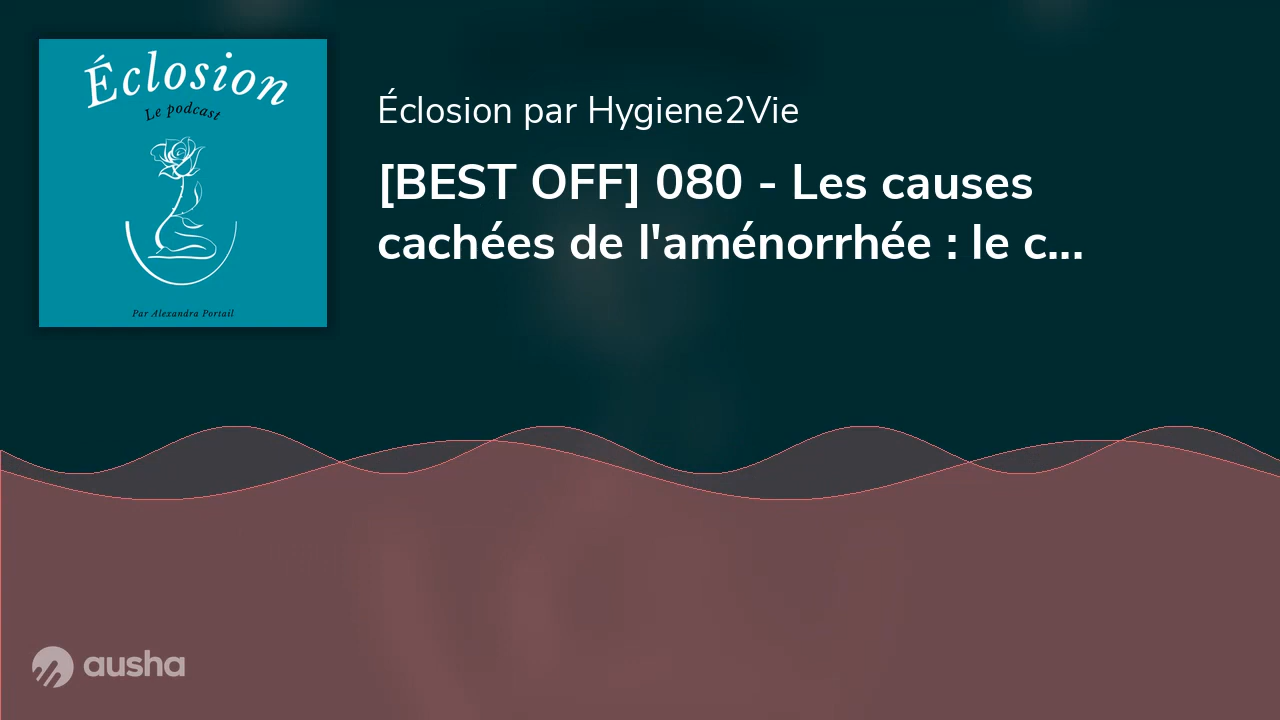 Éclosion
Le podcast
Par Alexandra Portail
Éclosion par Hygiene2Vie
[BEST OFF] 080 - Les causes
cachées de l'aménorrhée : le c...
ausha